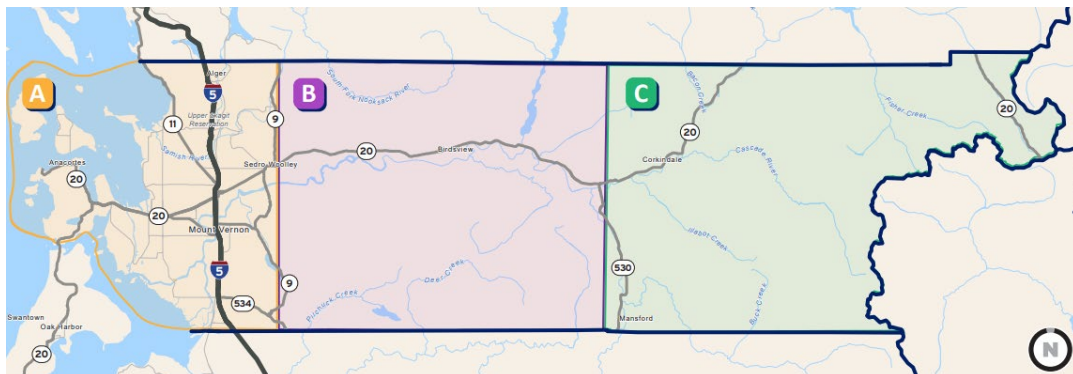 A
B
C
Alger
5
South Fork Nooksack River
Bacon Creek
Fisher Creek
20
9
11
Upper Skagit
Reservation
Samish River
20
Birdsview
20
Corkindale
Cascade River
Anacortes
Sedro-Woolley
20
20
Mount Vernon
Illabot Creek
5
9
Deer Creek
530
Pilchuck Creek
Buck Creek
534
Swantown
Oak Harbor
Mansford
20
N